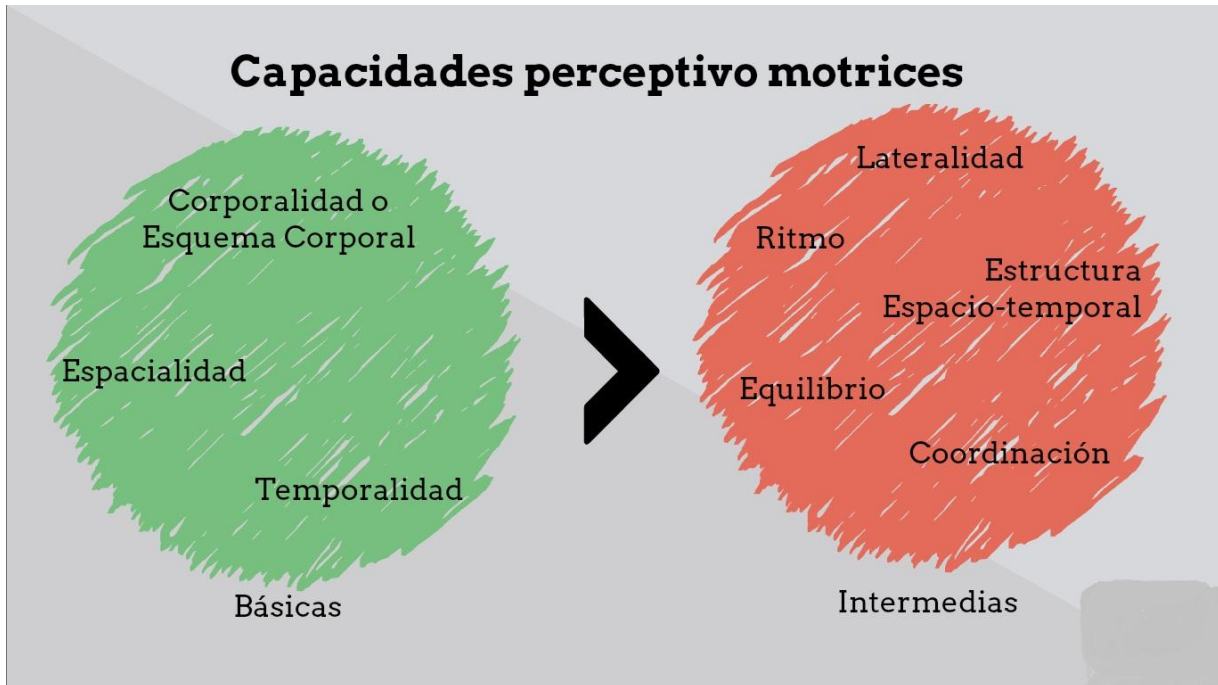 Capacidades perceptivo motrices
Corporalidad o
Esquema Corporal
Espacialidad
Temporalidad
Básicas
Lateralidad
Ritmo
Estructura
Espacio-temporal
Equilibrio
Coordinación
Intermedias